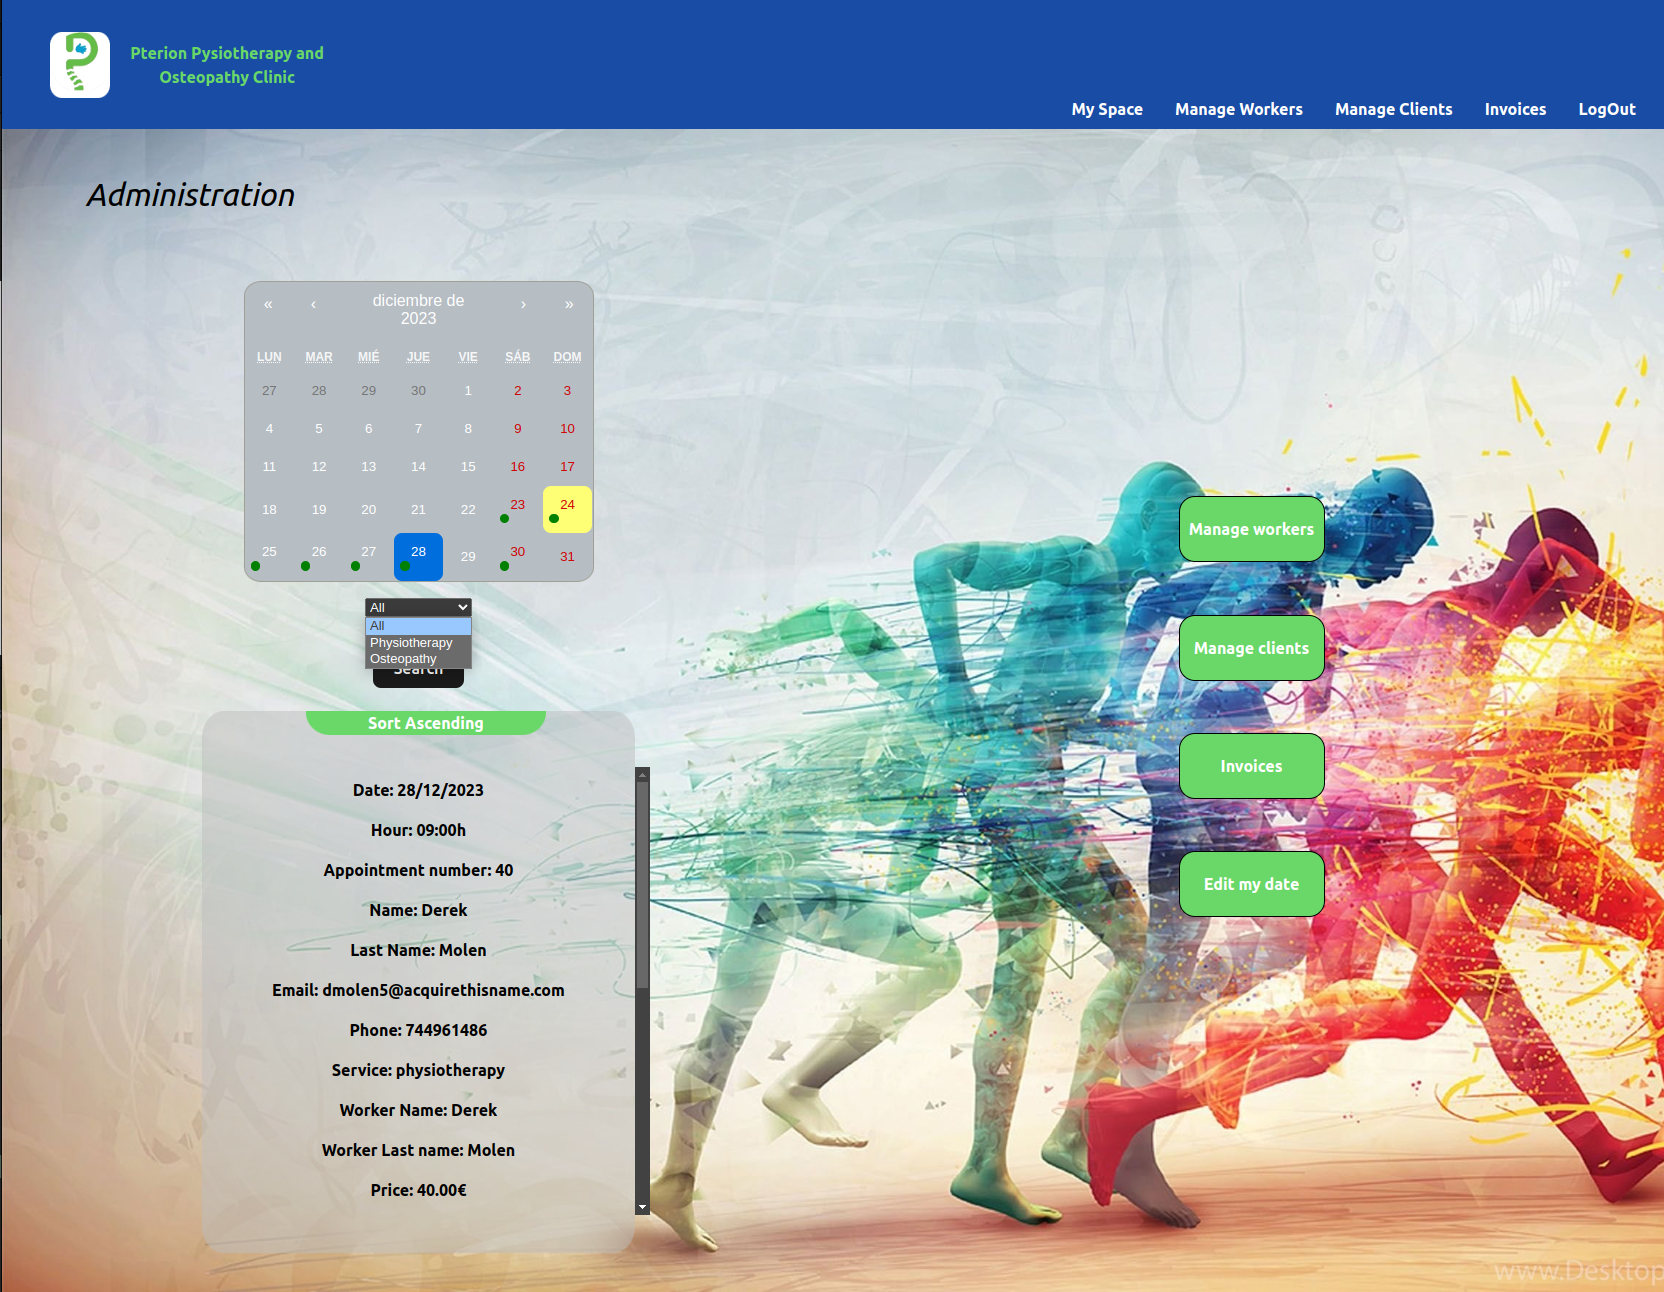 Pterion Pysiotherapy and
Osteopathy Clinic
My Space Manage Workers Manage Clients Invoices LogOut
Administration
« ‹ diciembre de › »
2023
LUN MAR MIÉ JUE VIE SÁB DOM
27 28 29 30 1 2 3
4 5 6 7 8 9 10
11 12 13 14 15 16 17
18 19 20 21 22 23 24
25 26 27 28 29 30 31
All
All
Physiotherapy
Osteopathy
Search
Manage workers
Manage clients
Invoices
Edit my date
Sort Ascending
Date: 28/12/2023
Hour: 09:00h
Appointment number: 40
Name: Derek
Last Name: Molen
Email: dmolen5@acquirethisname.com
Phone: 744961486
Service: physiotherapy
Worker Name: Derek
Worker Last name: Molen
Price: 40.00€
www.Desktop